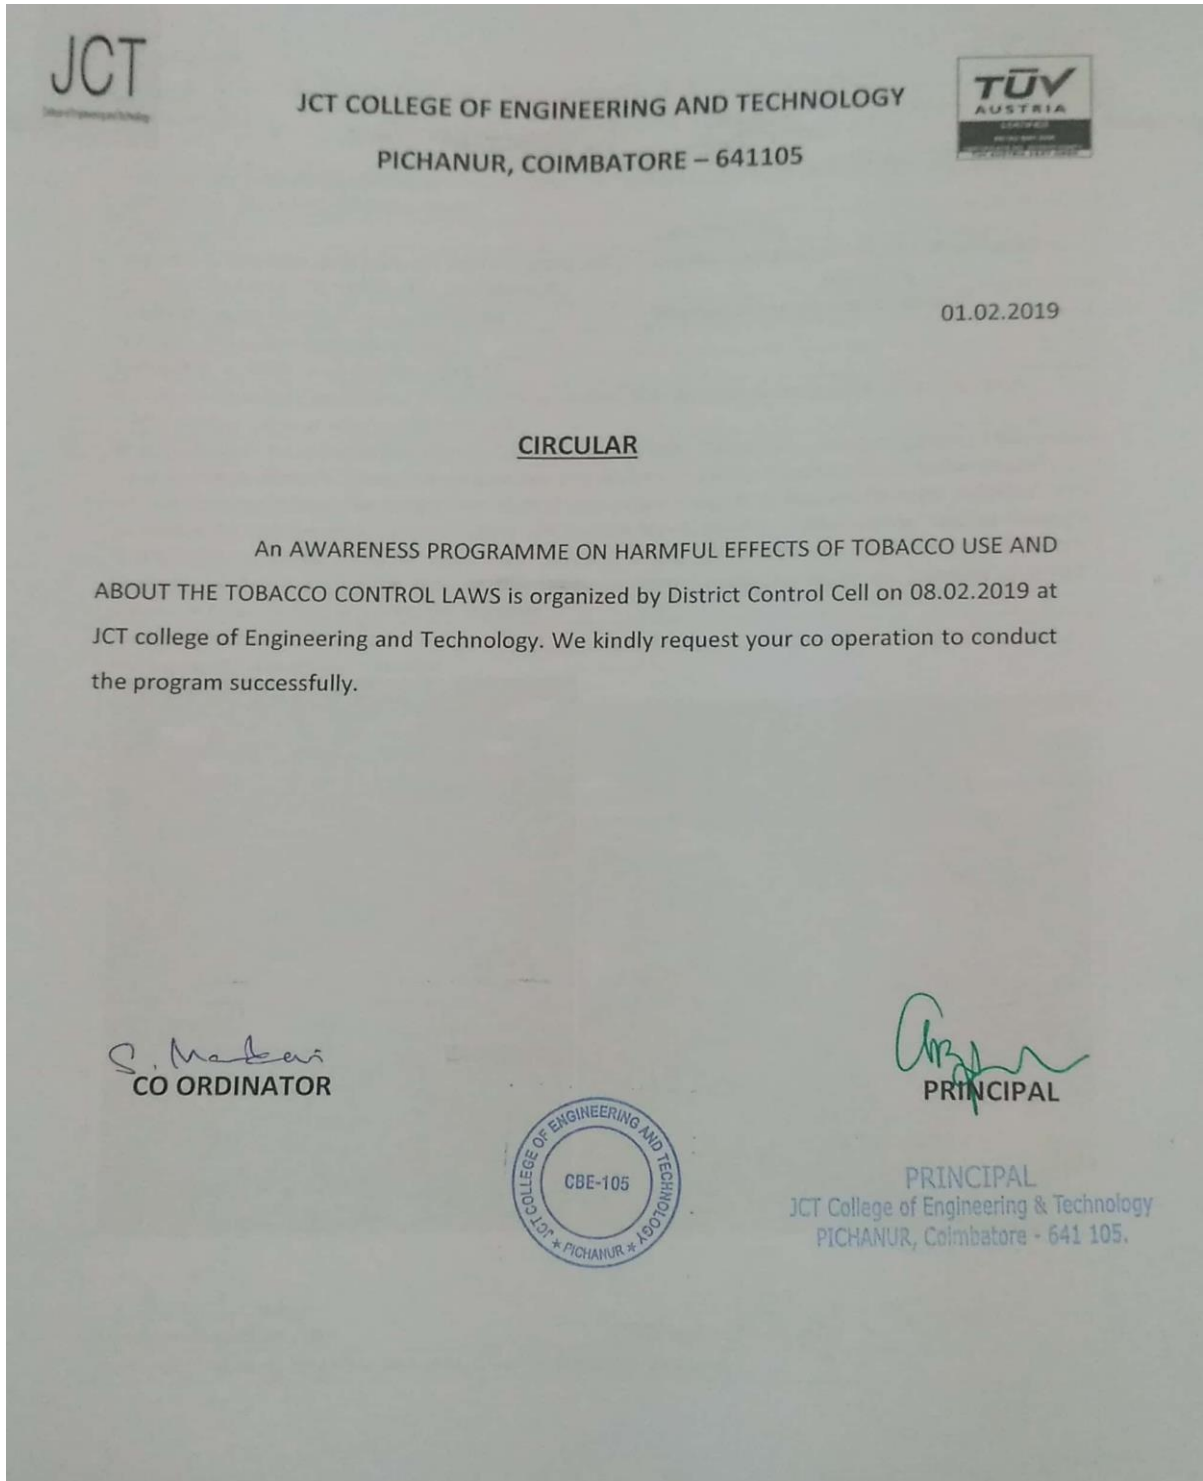 JCT
JCT COLLEGE OF ENGINEERING AND TECHNOLOGY
PICHANUR, COIMBATORE – 641105
TÜV
AUSTRIA
01.02.2019
CIRCULAR
An AWARENESS PROGRAMME ON HARMFUL EFFECTS OF TOBACCO USE AND
ABOUT THE TOBACCO CONTROL LAWS is organized by District Control Cell on 08.02.2019 at
JCT college of Engineering and Technology. We kindly request your co operation to conduct
the program successfully.
S.
CO ORDINATOR
PRINCIPAL
JCT COLLEGE OF ENGINEERING AND TECHNOLOGY
* PICHANUR *
CBE-105
PRINCIPAL
JCT College of Engineering & Technology
PICHANUR, Coimbatore - 641 105.